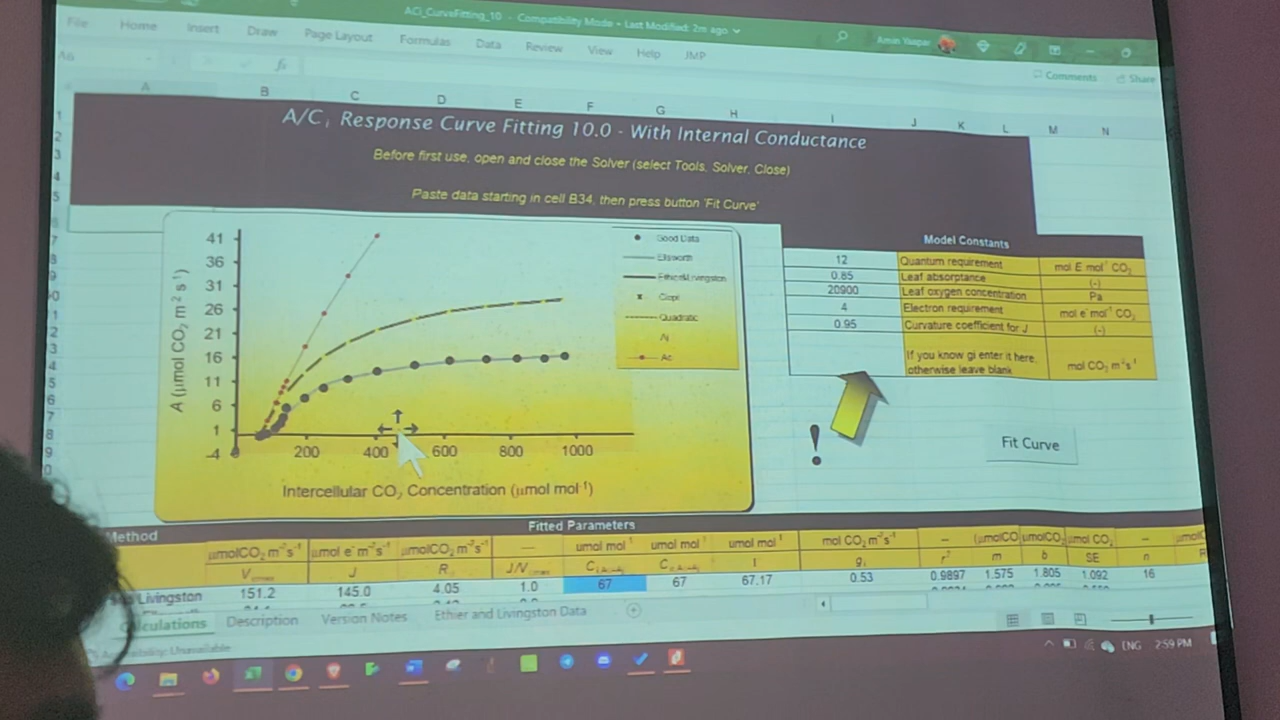 ACi_CurveFitting_10 - Compatibility Mode • Last Modified: 2m ago
File Home Insert Draw Page Layout Formulas Data Review View Help JMP
Comments Share
A6 fx
A B C D E F G H I J K L M N
A/Ci Response Curve Fitting 10.0 - With Internal Conductance
Before first use, open and close the Solver (select Tools, Solver, Close)
Paste data starting in cell B34, then press button 'Fit Curve'
A (µmol CO2 m-2 s-1)
41
36
31
26
21
16
11
6
1
-4
200 400 600 800 1000
Intercellular CO2 Concentration (µmol mol-1)
Good Data
Ellsworth
Ethier&Livingston
Quadratic
Aj
Ac
Model Constants
12 Quantum requirement mol E mol-1 CO2
0.85 Leaf absorptance (-)
20900 Leaf oxygen concentration Pa
4 Electron requirement mol e- mol-1 CO2
0.95 Curvature coefficient for J (-)
If you know gi enter it here, otherwise leave blank mol CO2 m-2s-1
!
Fit Curve
Fitted Parameters
Method µmolCO2 m-2s-1 µmol e- m-2s-1 µmolCO2 m-2s-1 — umol mol-1 umol mol-1 umol mol-1 mol CO2 m-2s-1
Vcmax J J/Vcmax gi r2 m b SE n
Livingston 151.2 145.0 4.05 1.0 67 67 67.17 0.53 0.9897 1.575 1.805 1.092 16
Calculations Description Version Notes Ethier and Livingston Data
Accessibility: Unavailable
ENG 2:59 PM